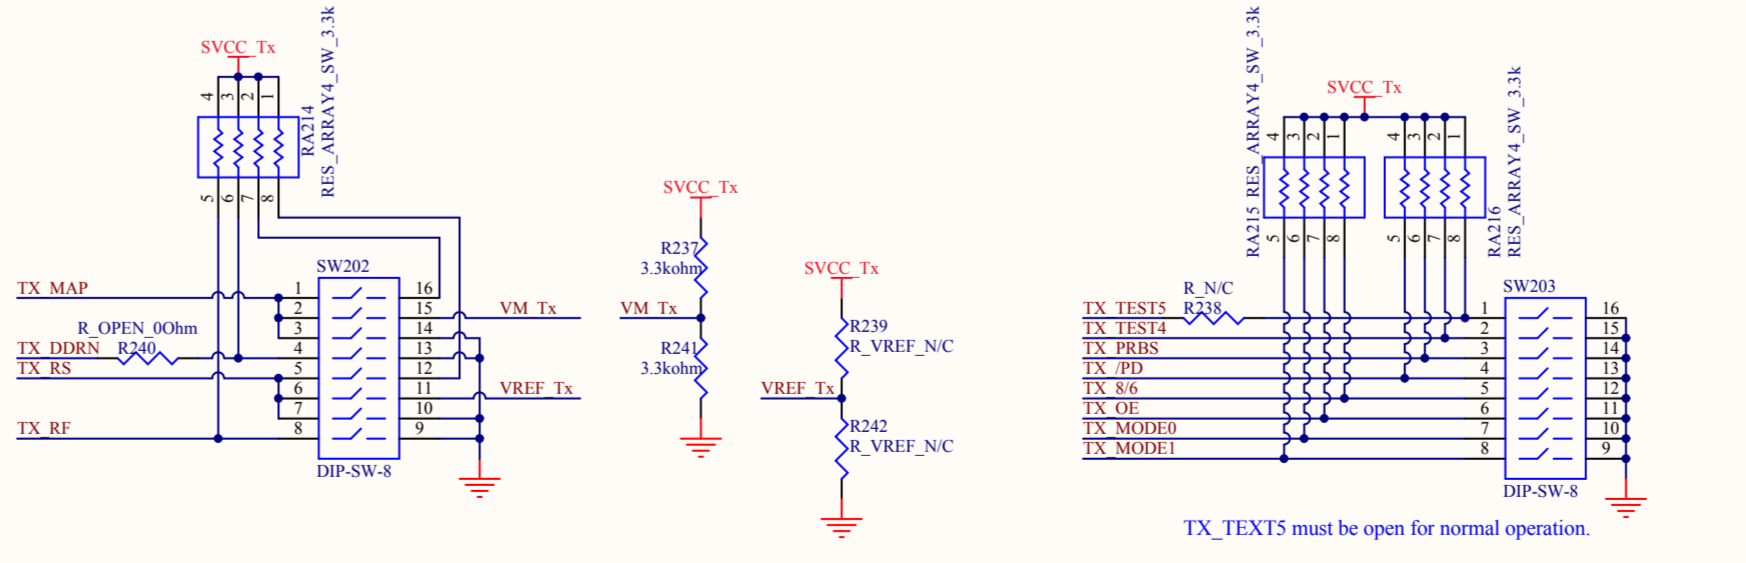 SVCC_Tx
4 3 2 1
RA214
RES_ARRAY4_SW_3.3k
5 6 7 8
SW202
TX_MAP
R_OPEN_0Ohm
TX_DDRN
R240
TX_RS
TX_RF
1 16
2 15
3 14
4 13
5 12
6 11
7 10
8 9
DIP-SW-8
VM_Tx
VREF_Tx
SVCC_Tx
R237
3.3kohm
VM_Tx
R241
3.3kohm
SVCC_Tx
R239
R_VREF_N/C
VREF_Tx
R242
R_VREF_N/C
SVCC_Tx
4 3 2 1
RA215 RES_ARRAY4_SW_3.3k
5 6 7 8
4 3 2 1
RA216
RES_ARRAY4_SW_3.3k
5 6 7 8
R_N/C
R238
SW203
TX_TEST5
TX_TEST4
TX_PRBS
TX_/PD
TX_8/6
TX_OE
TX_MODE0
TX_MODE1
1 16
2 15
3 14
4 13
5 12
6 11
7 10
8 9
DIP-SW-8
TX_TEXT5 must be open for normal operation.